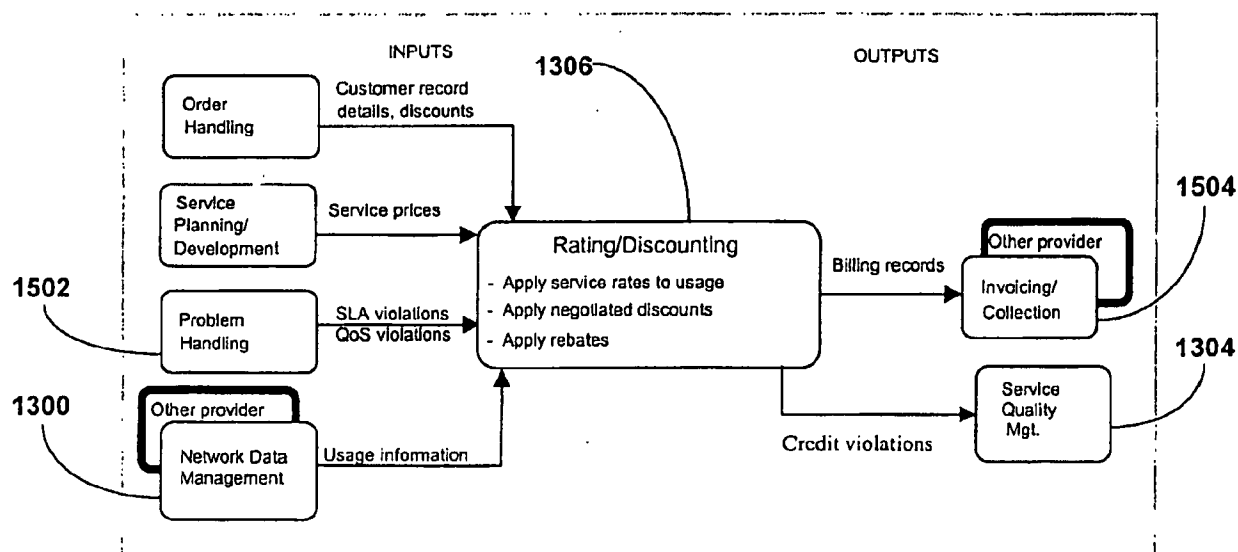 INPUTS
OUTPUTS
1306
Order
Handling
Customer record
details, discounts
Service
Planning/
Development
Service prices
1504
Rating/Discounting
- Apply service rates to usage
- Apply negotiated discounts
- Apply rebates
Billing records
Other provider
Invoicing/
Collection
1502
Problem
Handling
SLA violations
QoS violations
1304
Service
Quality
Mgt.
Credit violations
1300
Other provider
Network Data
Management
Usage information